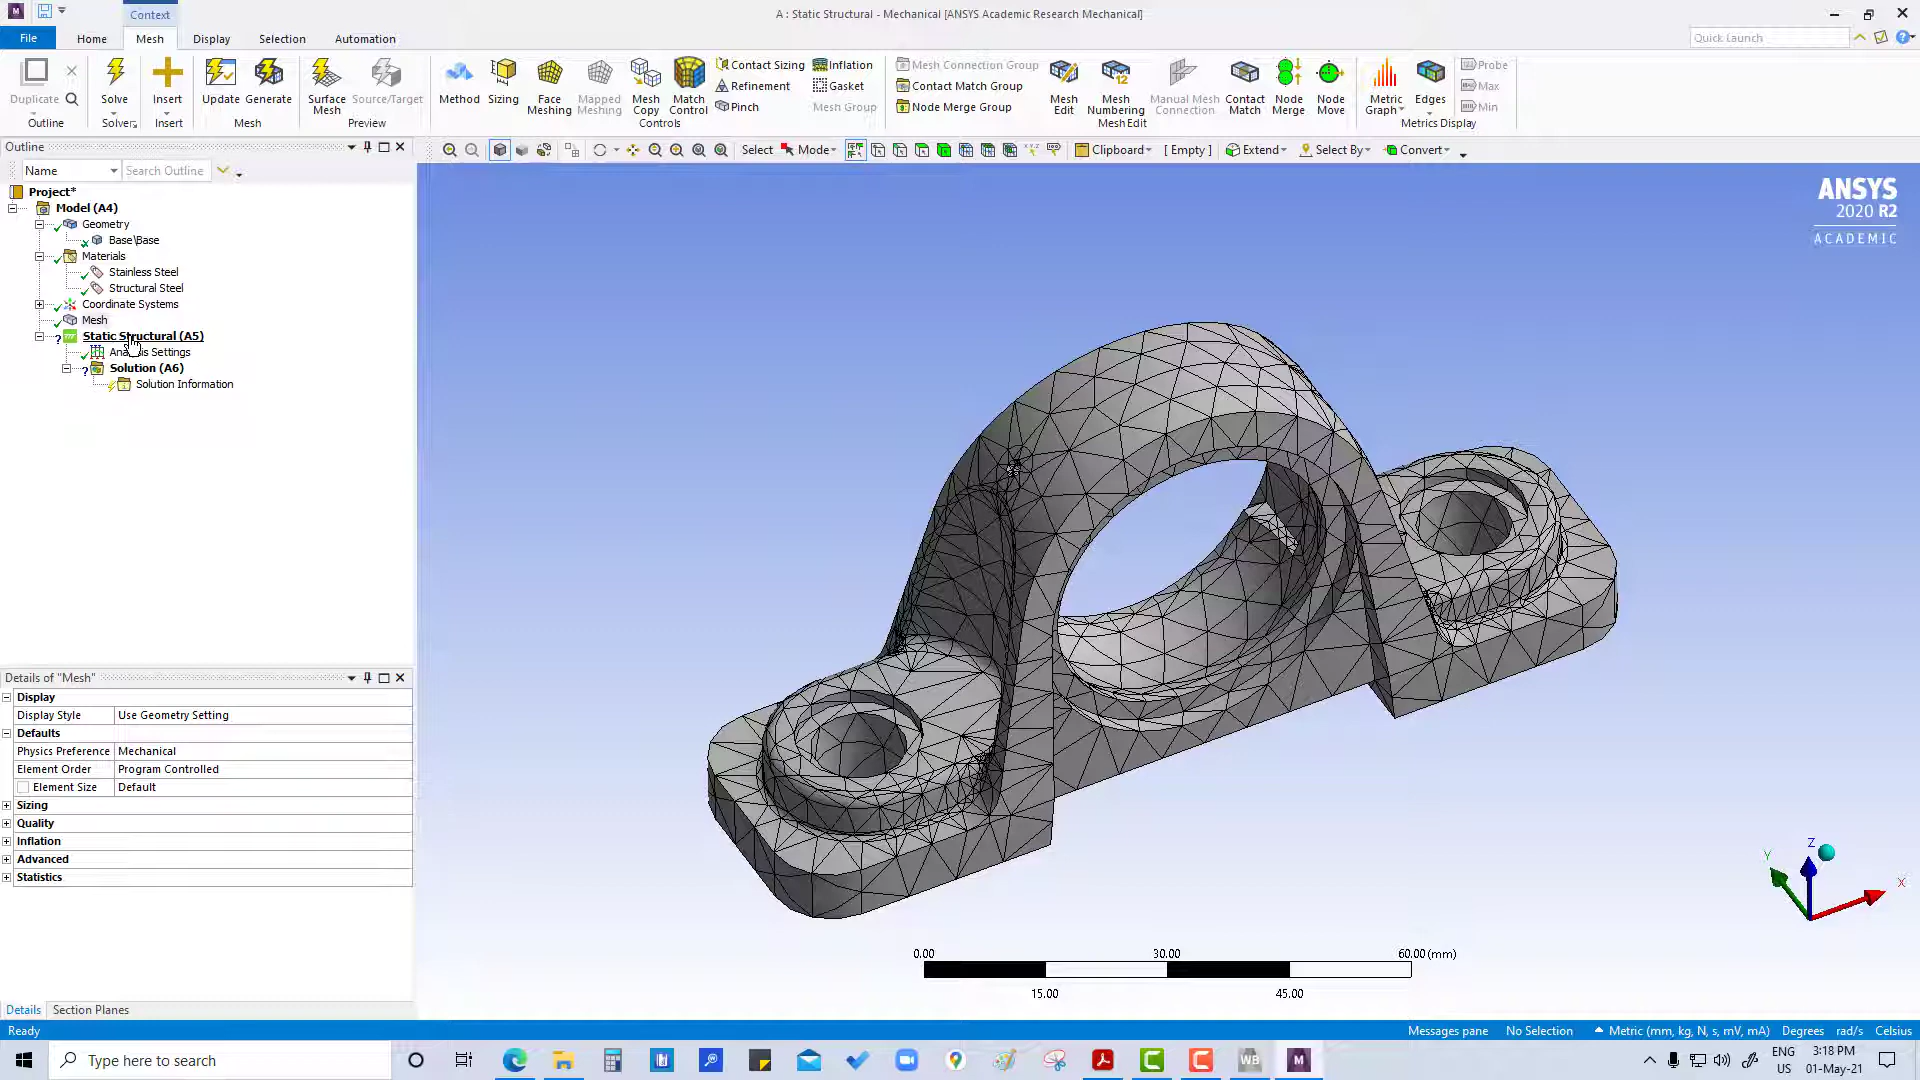 Context
A : Static Structural - Mechanical [ANSYS Academic Research Mechanical]
File
Home
Mesh
Display
Selection
Automation
Quick Launch
Duplicate
Outline
Solve
Solver
Insert
Insert
Update
Generate
Mesh
Surface Mesh
Source/Target
Preview
Method
Sizing
Face Meshing
Mapped Meshing
Mesh Copy
Match Control
Contact Sizing
Refinement
Pinch
Inflation
Gasket
Mesh Group
Controls
Mesh Connection Group
Contact Match Group
Node Merge Group
Mesh Edit
Mesh Numbering
Manual Mesh Connection
Contact Match
Node Merge
Node Move
Mesh Edit
Metric Graph
Edges
Probe
Max
Min
Metrics Display
Outline
Select
Mode
Clipboard
[ Empty ]
Extend
Select By
Convert
Name
Search Outline
Project*
Model (A4)
Geometry
Base\Base
Materials
Stainless Steel
Structural Steel
Coordinate Systems
Mesh
Static Structural (A5)
Analysis Settings
Solution (A6)
Solution Information
ANSYS
2020 R2
ACADEMIC
Details of "Mesh"
Display
Display Style Use Geometry Setting
Defaults
Physics Preference Mechanical
Element Order Program Controlled
Element Size Default
Sizing
Quality
Inflation
Advanced
Statistics
Z
Y
X
0.00 30.00 60.00 (mm)
15.00 45.00
Details
Section Planes
Ready
Messages pane
No Selection
Metric (mm, kg, N, s, mV, mA)
Degrees
rad/s
Celsius
Type here to search
WB
M
ENG
US
3:18 PM
01-May-21